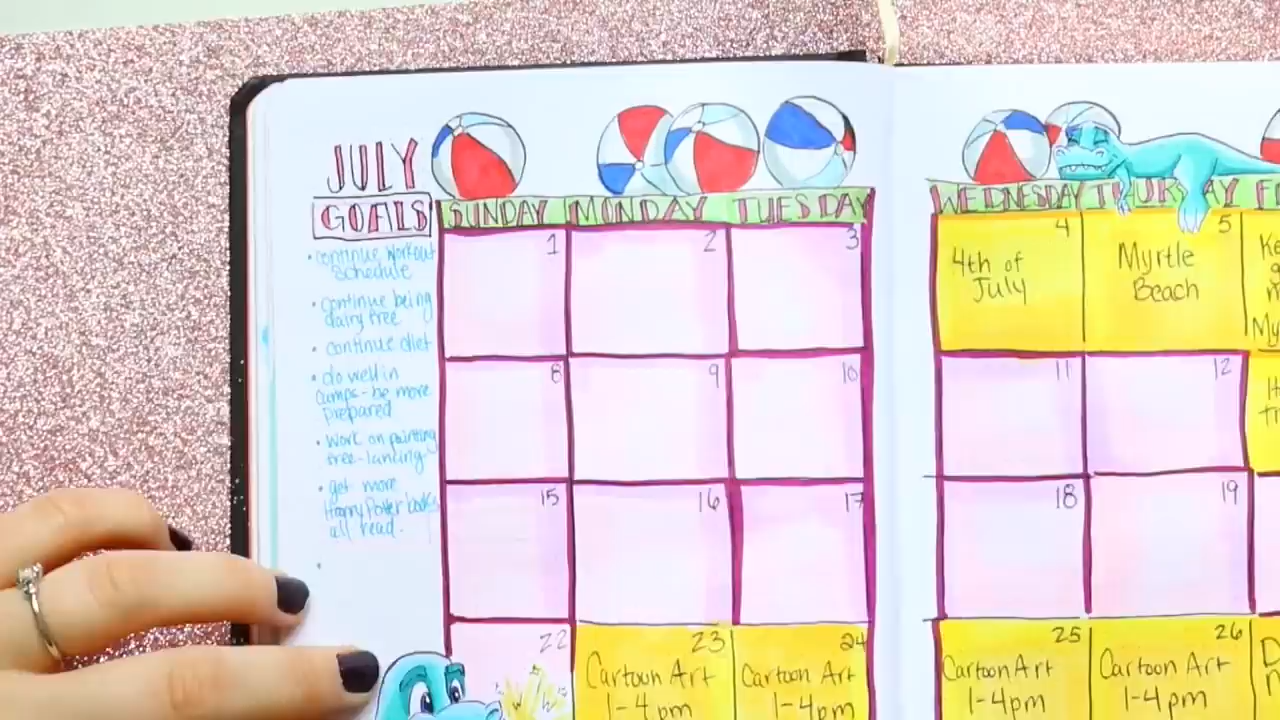 JULY
GOALS
• continue workout
schedule
• continue being
dairy free
• continue diet
• do well in
camps - be more
prepared
• Work on painting
free-lancing
• get more
Harry Potter books
all read.
•
SUNDAY MONDAY TUESDAY
1 2 3
8 9 10
15 16 17
22 23 24
Cartoon Art Cartoon Art
1-4pm 1-4pm
WEDNESDAY THURSDAY
4 5
4th of
July
Myrtle
Beach
11 12
18 19
25 26
Cartoon Art Cartoon Art
1-4pm 1-4pm